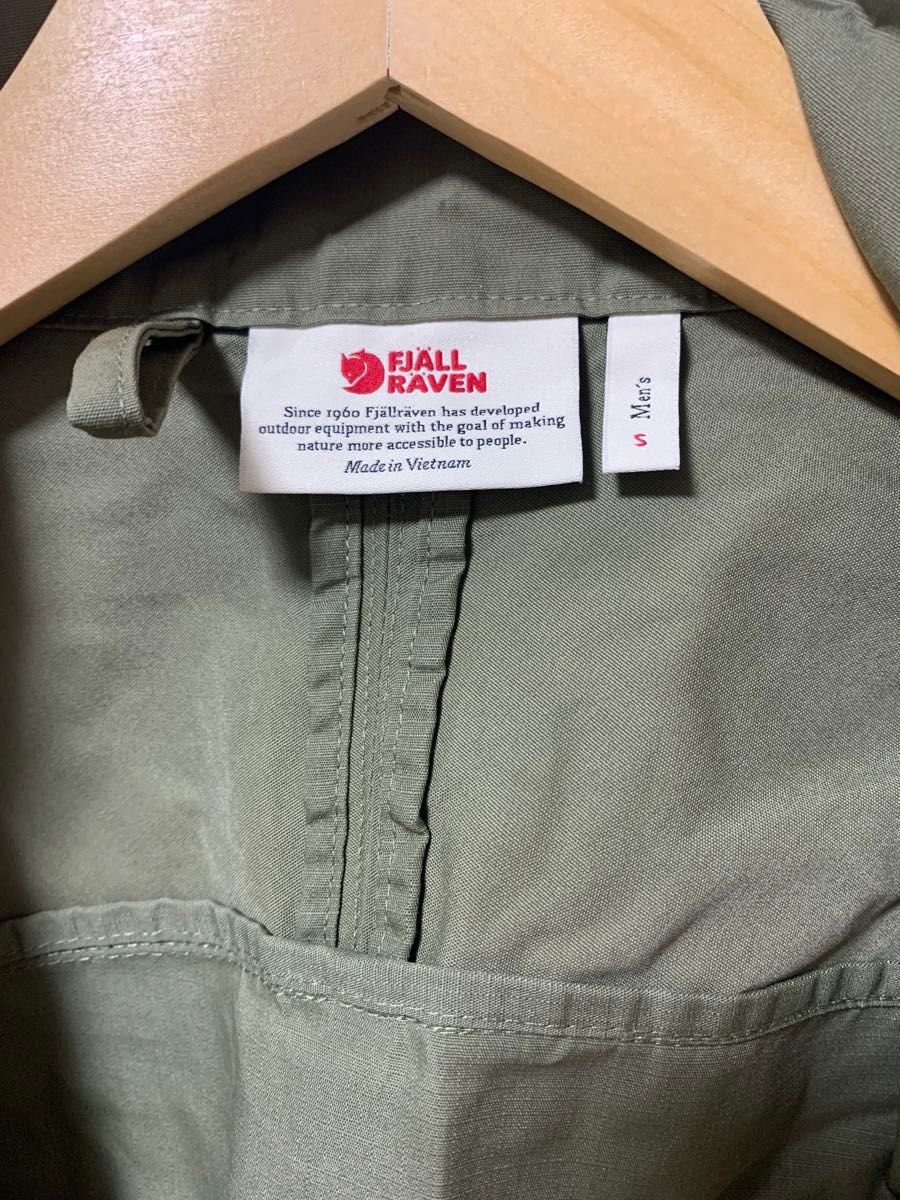 FJÄLL
RÄVEN
Since 1960 Fjällräven has developed
outdoor equipment with the goal of making
nature more accessible to people.
Made in Vietnam
Men's
S